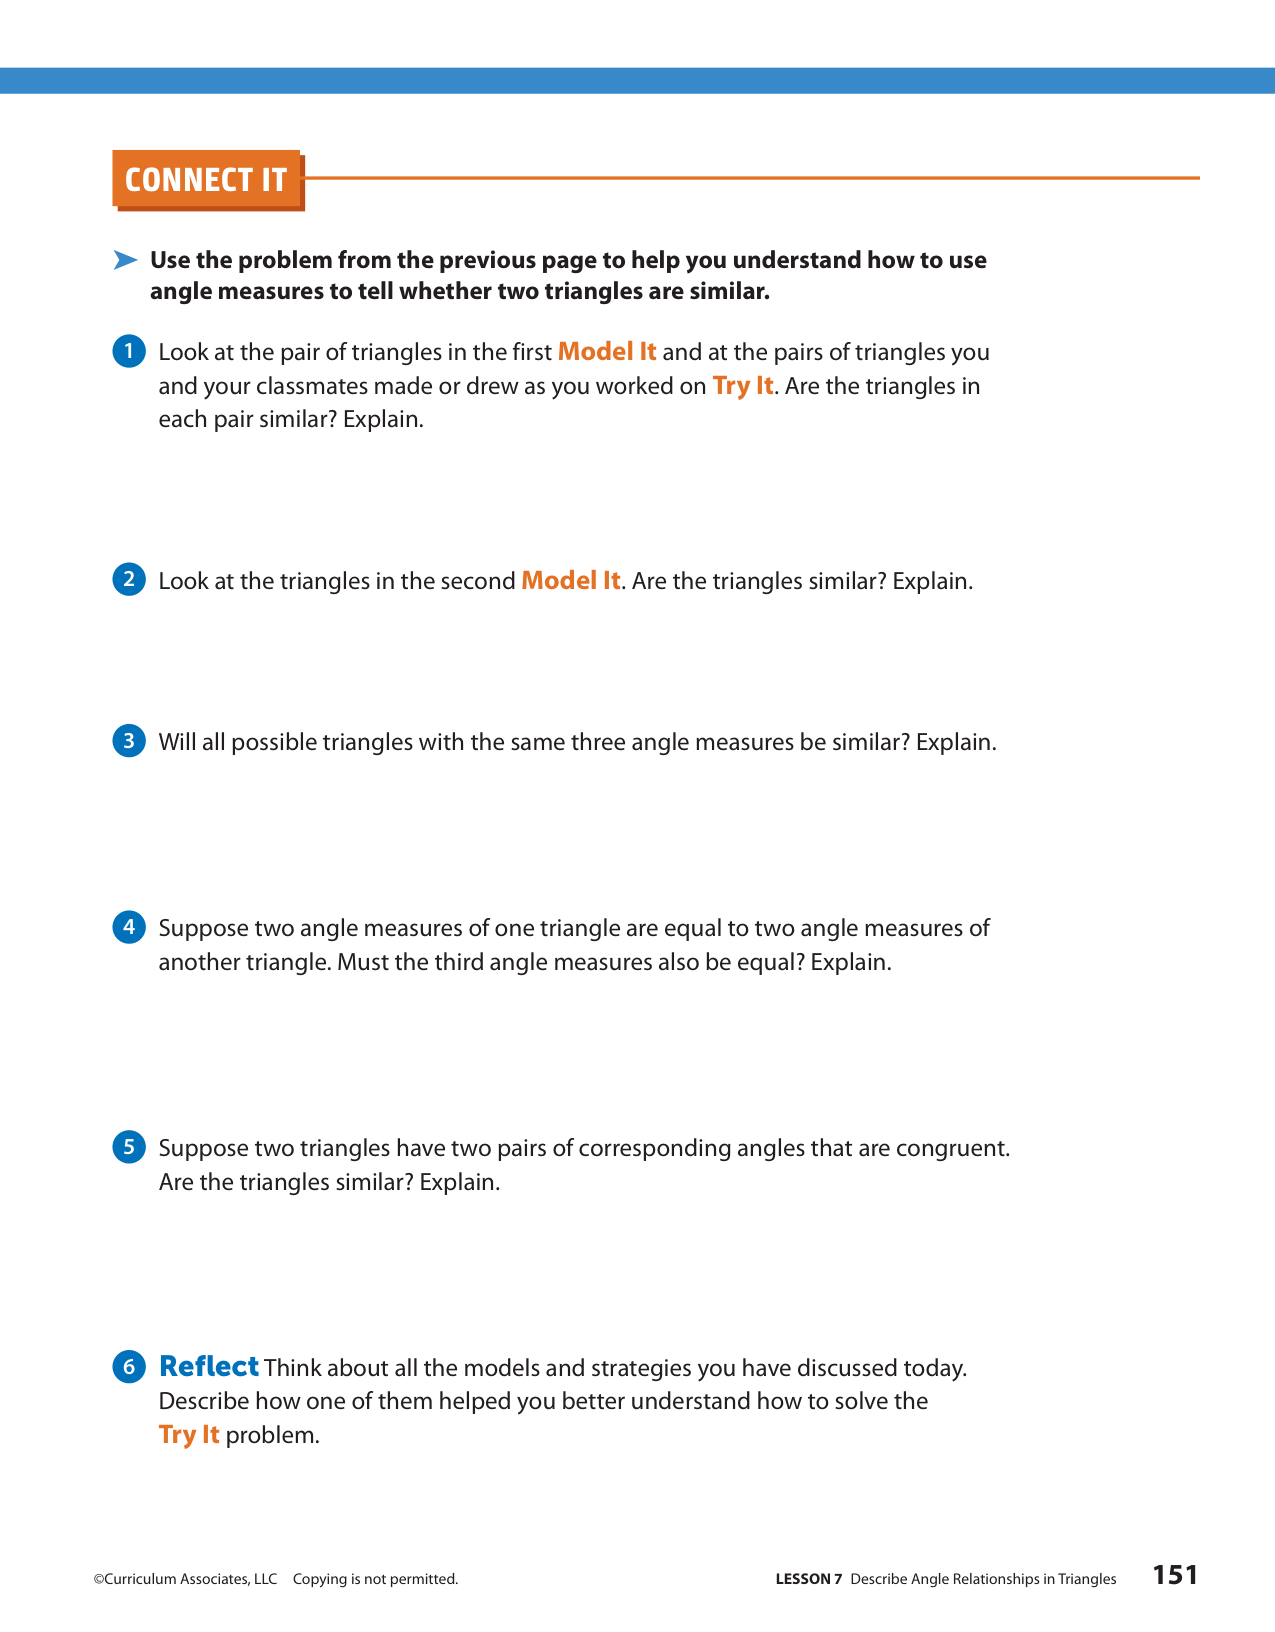 CONNECT IT
Use the problem from the previous page to help you understand how to use
angle measures to tell whether two triangles are similar.
1 Look at the pair of triangles in the first Model It and at the pairs of triangles you
and your classmates made or drew as you worked on Try It. Are the triangles in
each pair similar? Explain.
2 Look at the triangles in the second Model It. Are the triangles similar? Explain.
3 Will all possible triangles with the same three angle measures be similar? Explain.
4 Suppose two angle measures of one triangle are equal to two angle measures of
another triangle. Must the third angle measures also be equal? Explain.
5 Suppose two triangles have two pairs of corresponding angles that are congruent.
Are the triangles similar? Explain.
6 Reflect Think about all the models and strategies you have discussed today.
Describe how one of them helped you better understand how to solve the
Try It problem.
©Curriculum Associates, LLC Copying is not permitted. LESSON 7 Describe Angle Relationships in Triangles 151